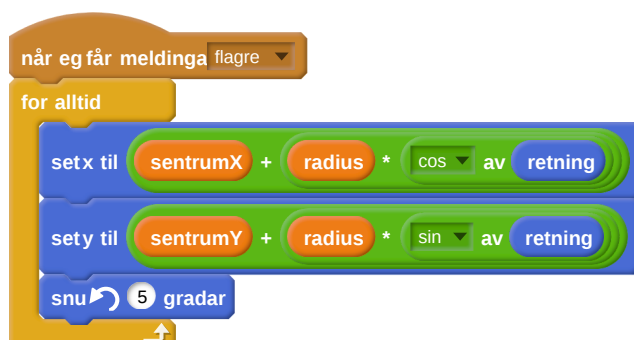 når eg får meldinga flagre
for alltid
set x til sentrumX + radius * cos av retning
set y til sentrumY + radius * sin av retning
snu 5 gradar